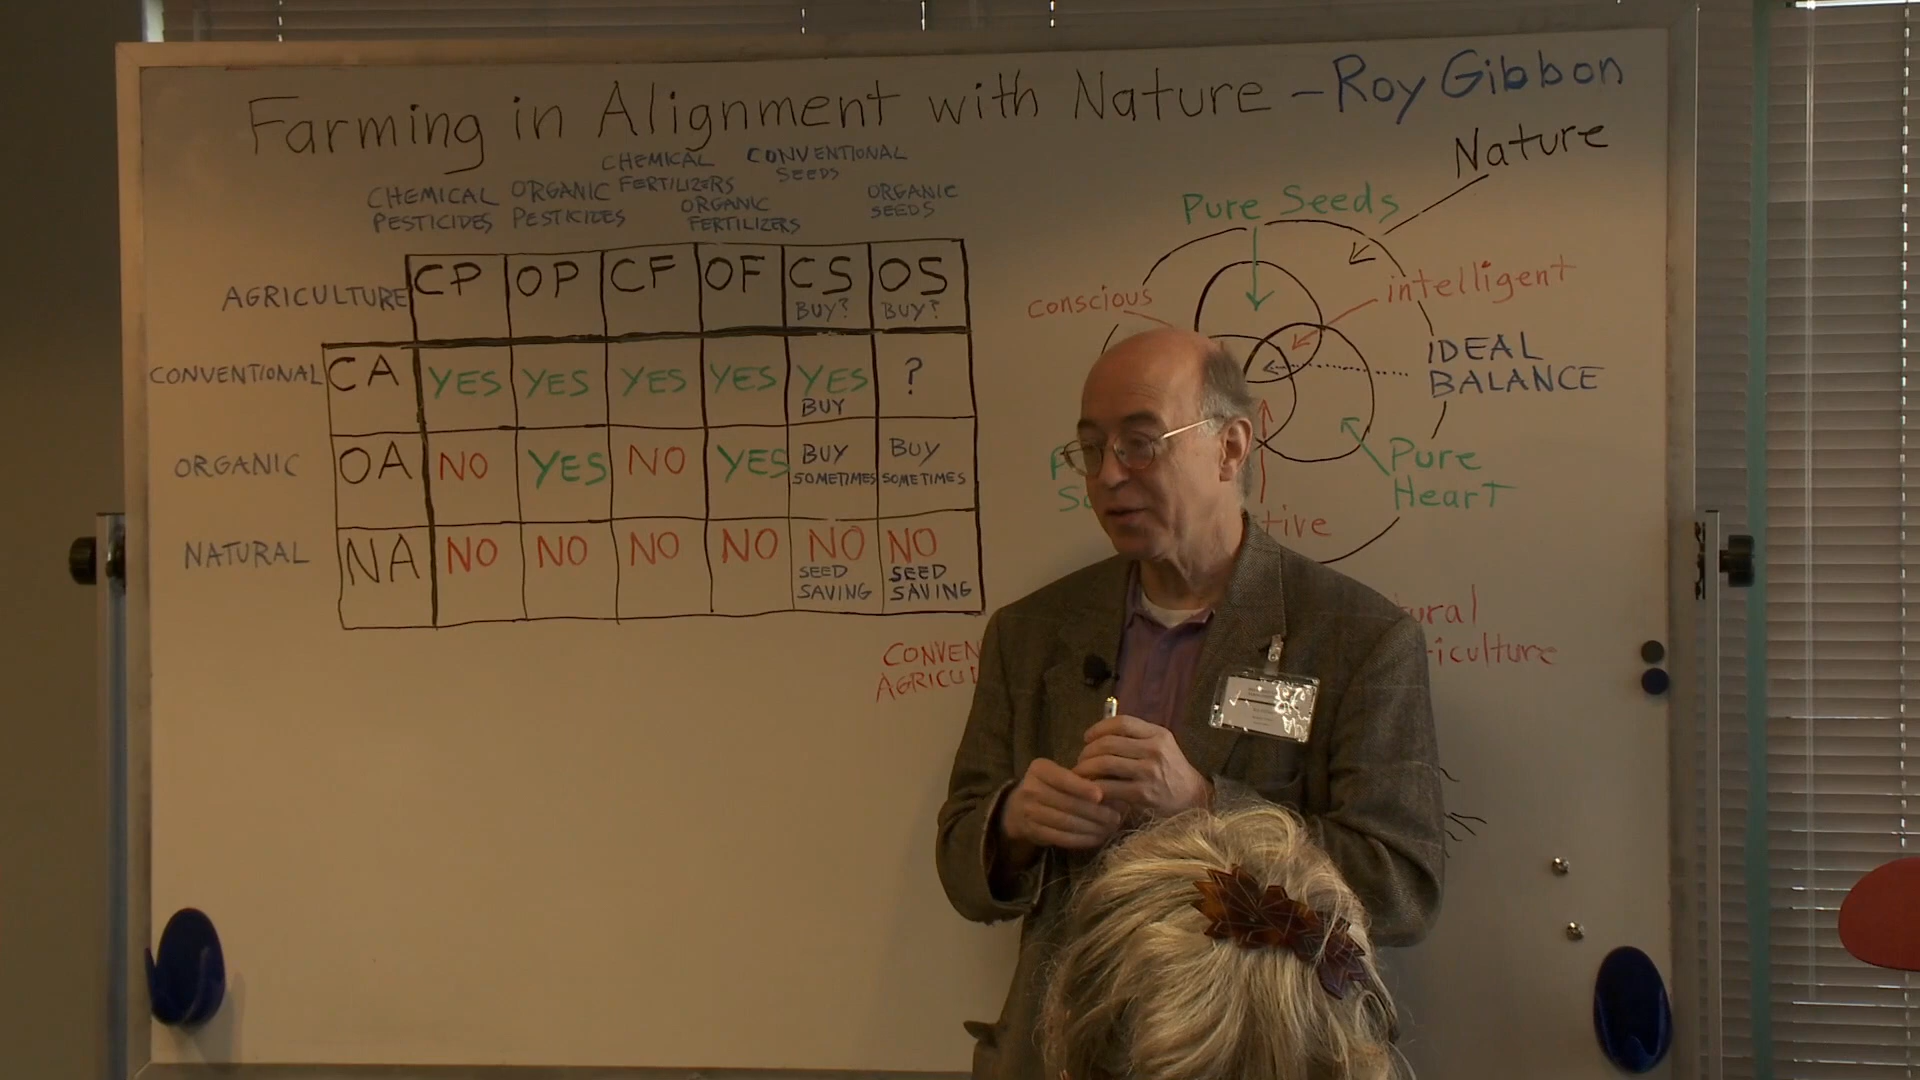 Farming in Alignment with Nature - Roy Gibbon
CHEMICAL
PESTICIDES
ORGANIC
PESTICIDES
CHEMICAL
FERTILIZERS
ORGANIC
FERTILIZERS
CONVENTIONAL
SEEDS
ORGANIC
SEEDS
AGRICULTURE CP OP CF OF CS OS
BUY? BUY?
CONVENTIONAL CA YES YES YES YES YES ?
BUY
ORGANIC OA NO YES NO YES BUY BUY
SOMETIMES SOMETIMES
NATURAL NA NO NO NO NO NO NO
SEED SEED
SAVING SAVING
Nature
Pure Seeds
conscious
intelligent
IDEAL
BALANCE
Pure
Heart